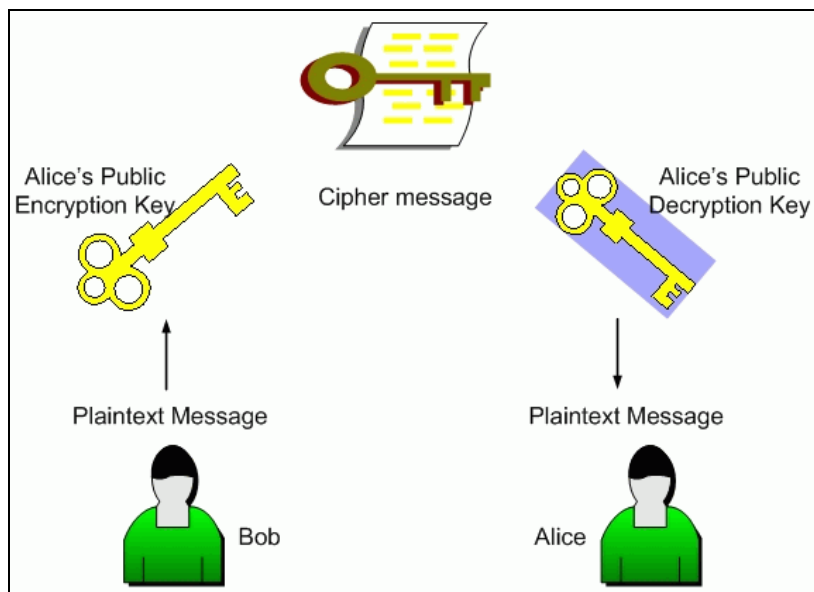 Alice's Public
Encryption Key
Cipher message
Alice's Public
Decryption Key
Plaintext Message
Plaintext Message
Bob
Alice